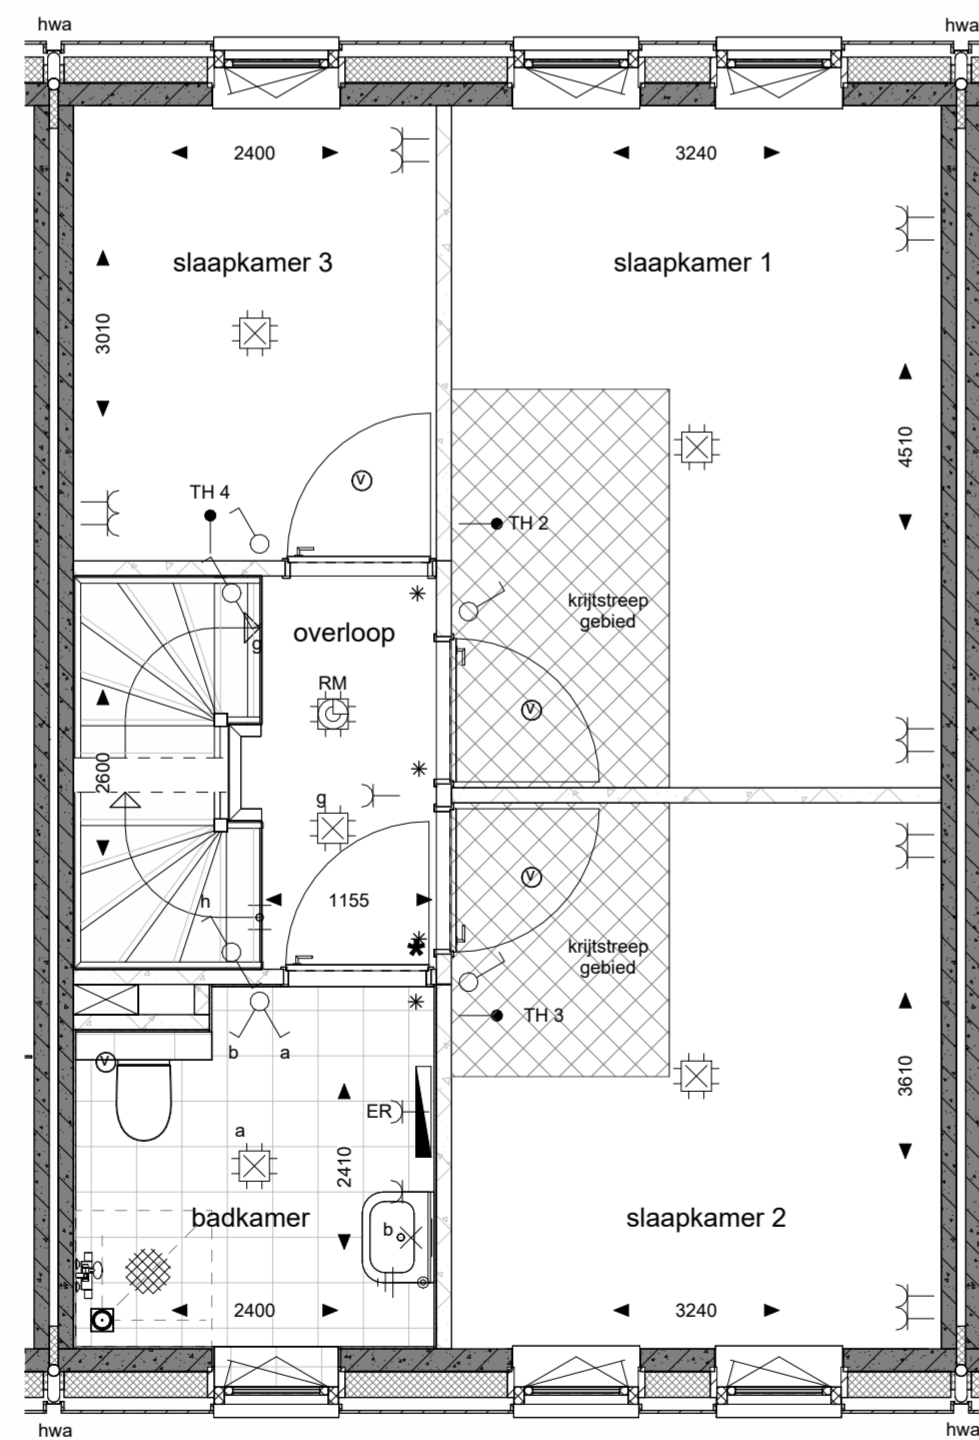 hwa
hwa
2400
3240
slaapkamer 3
slaapkamer 1
3010
4510
V
TH 4
TH 2
krijtstreep
gebied
overloop
g
RM
V
2600
g
V
h
1155
krijtstreep
gebied
TH 3
b
a
V
ER
3610
a
2410
badkamer
slaapkamer 2
b
2400
3240
hwa
hwa